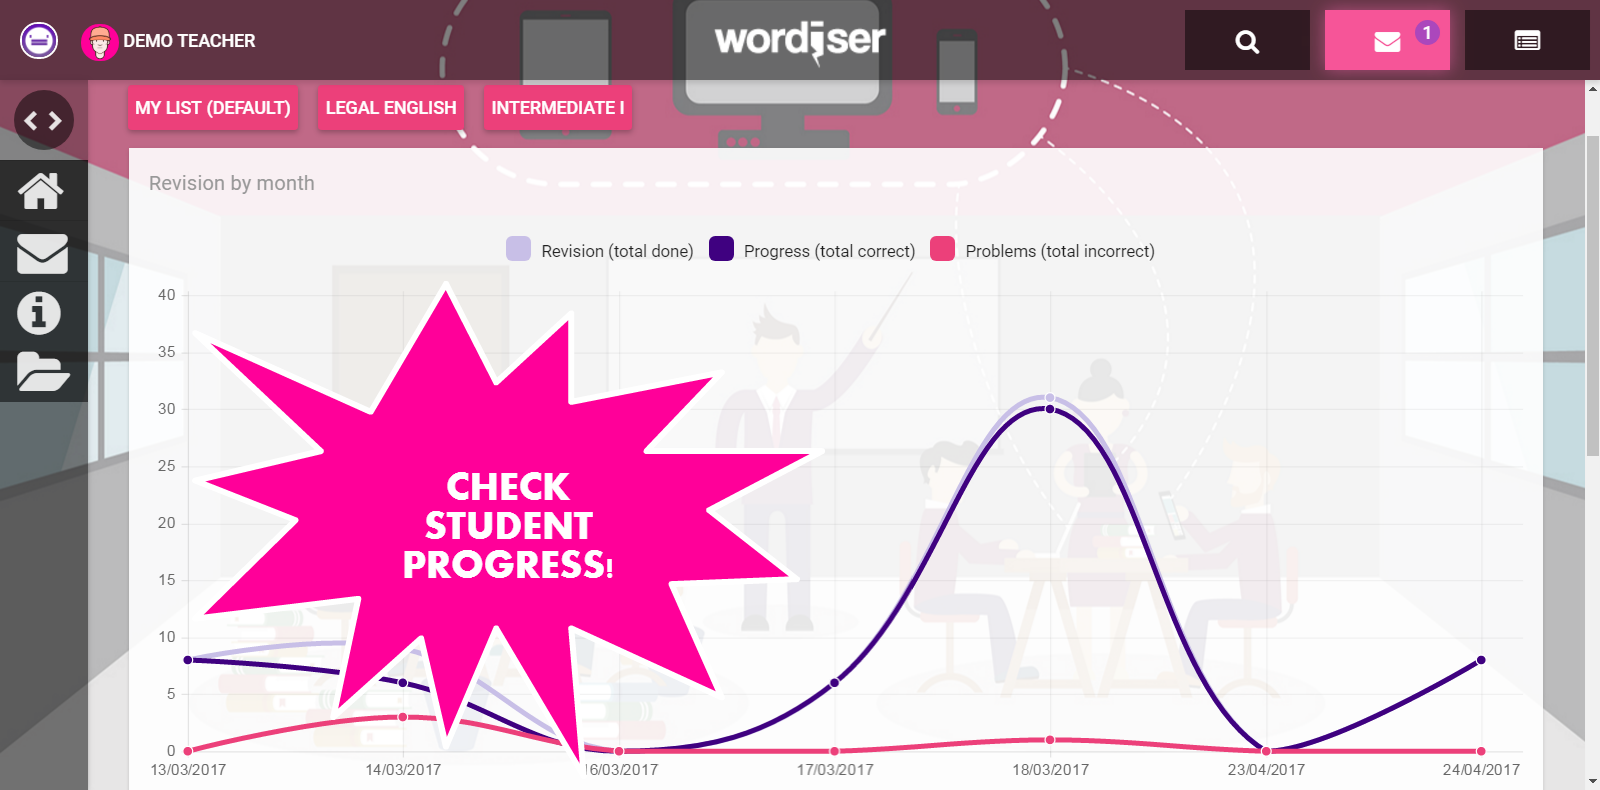 DEMO TEACHER
wordiser
1
MY LIST (DEFAULT)
LEGAL ENGLISH
INTERMEDIATE I
Revision by month
Revision (total done)
Progress (total correct)
Problems (total incorrect)
40
35
30
25
20
15
10
5
0
CHECK
STUDENT
PROGRESS!
13/03/2017
14/03/2017
16/03/2017
17/03/2017
18/03/2017
23/04/2017
24/04/2017